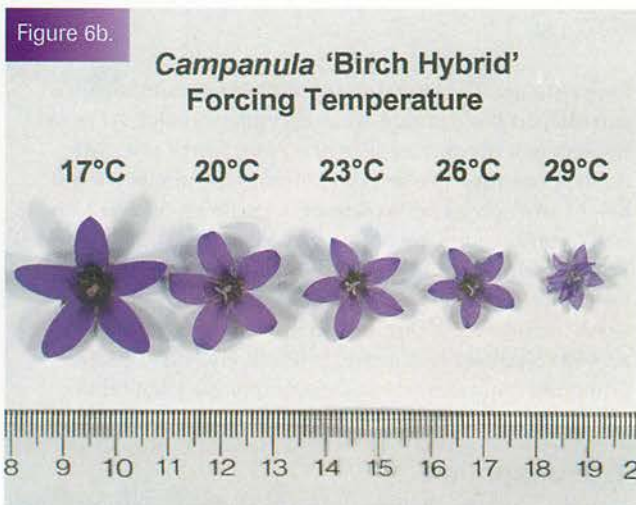 Figure 6b.
Campanula ‘Birch Hybrid’
Forcing Temperature
17°C 20°C 23°C 26°C 29°C
8 9 10 11 12 13 14 15 16 17 18 19 2